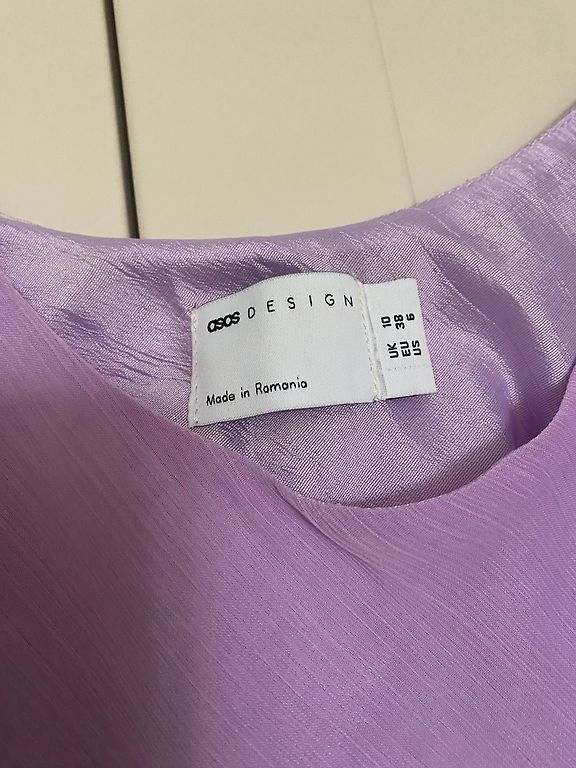 asos DESIGN
Made in Romania
UK 10
EU 38
US 6